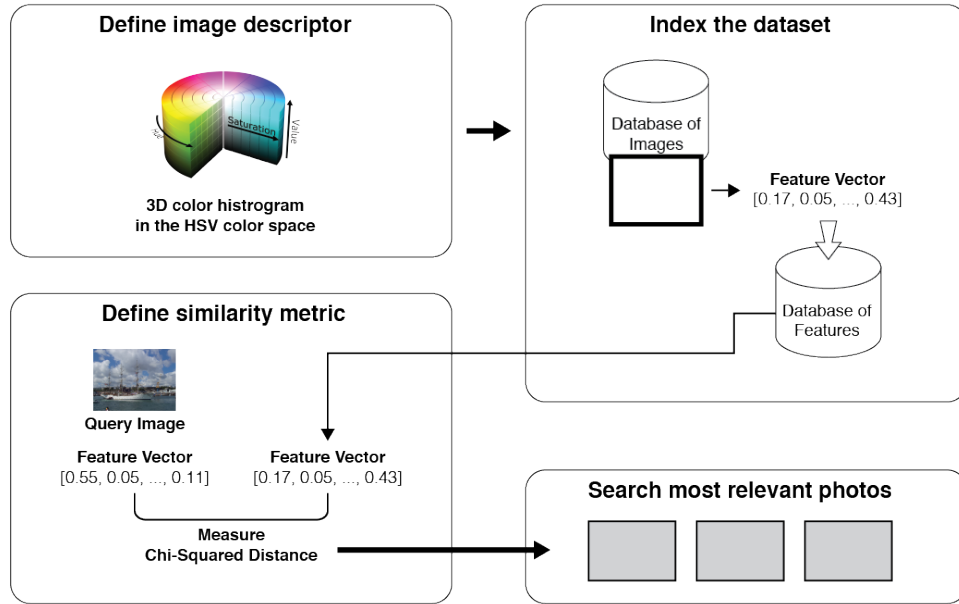 Define image descriptor
Hue
Saturation
Value
3D color histrogram
in the HSV color space
Index the dataset
Database of
Images
Feature Vector
[0.17, 0.05, ..., 0.43]
Database of
Features
Define similarity metric
Query Image
Feature Vector
[0.55, 0.05, ..., 0.11]
Feature Vector
[0.17, 0.05, ..., 0.43]
Measure
Chi-Squared Distance
Search most relevant photos